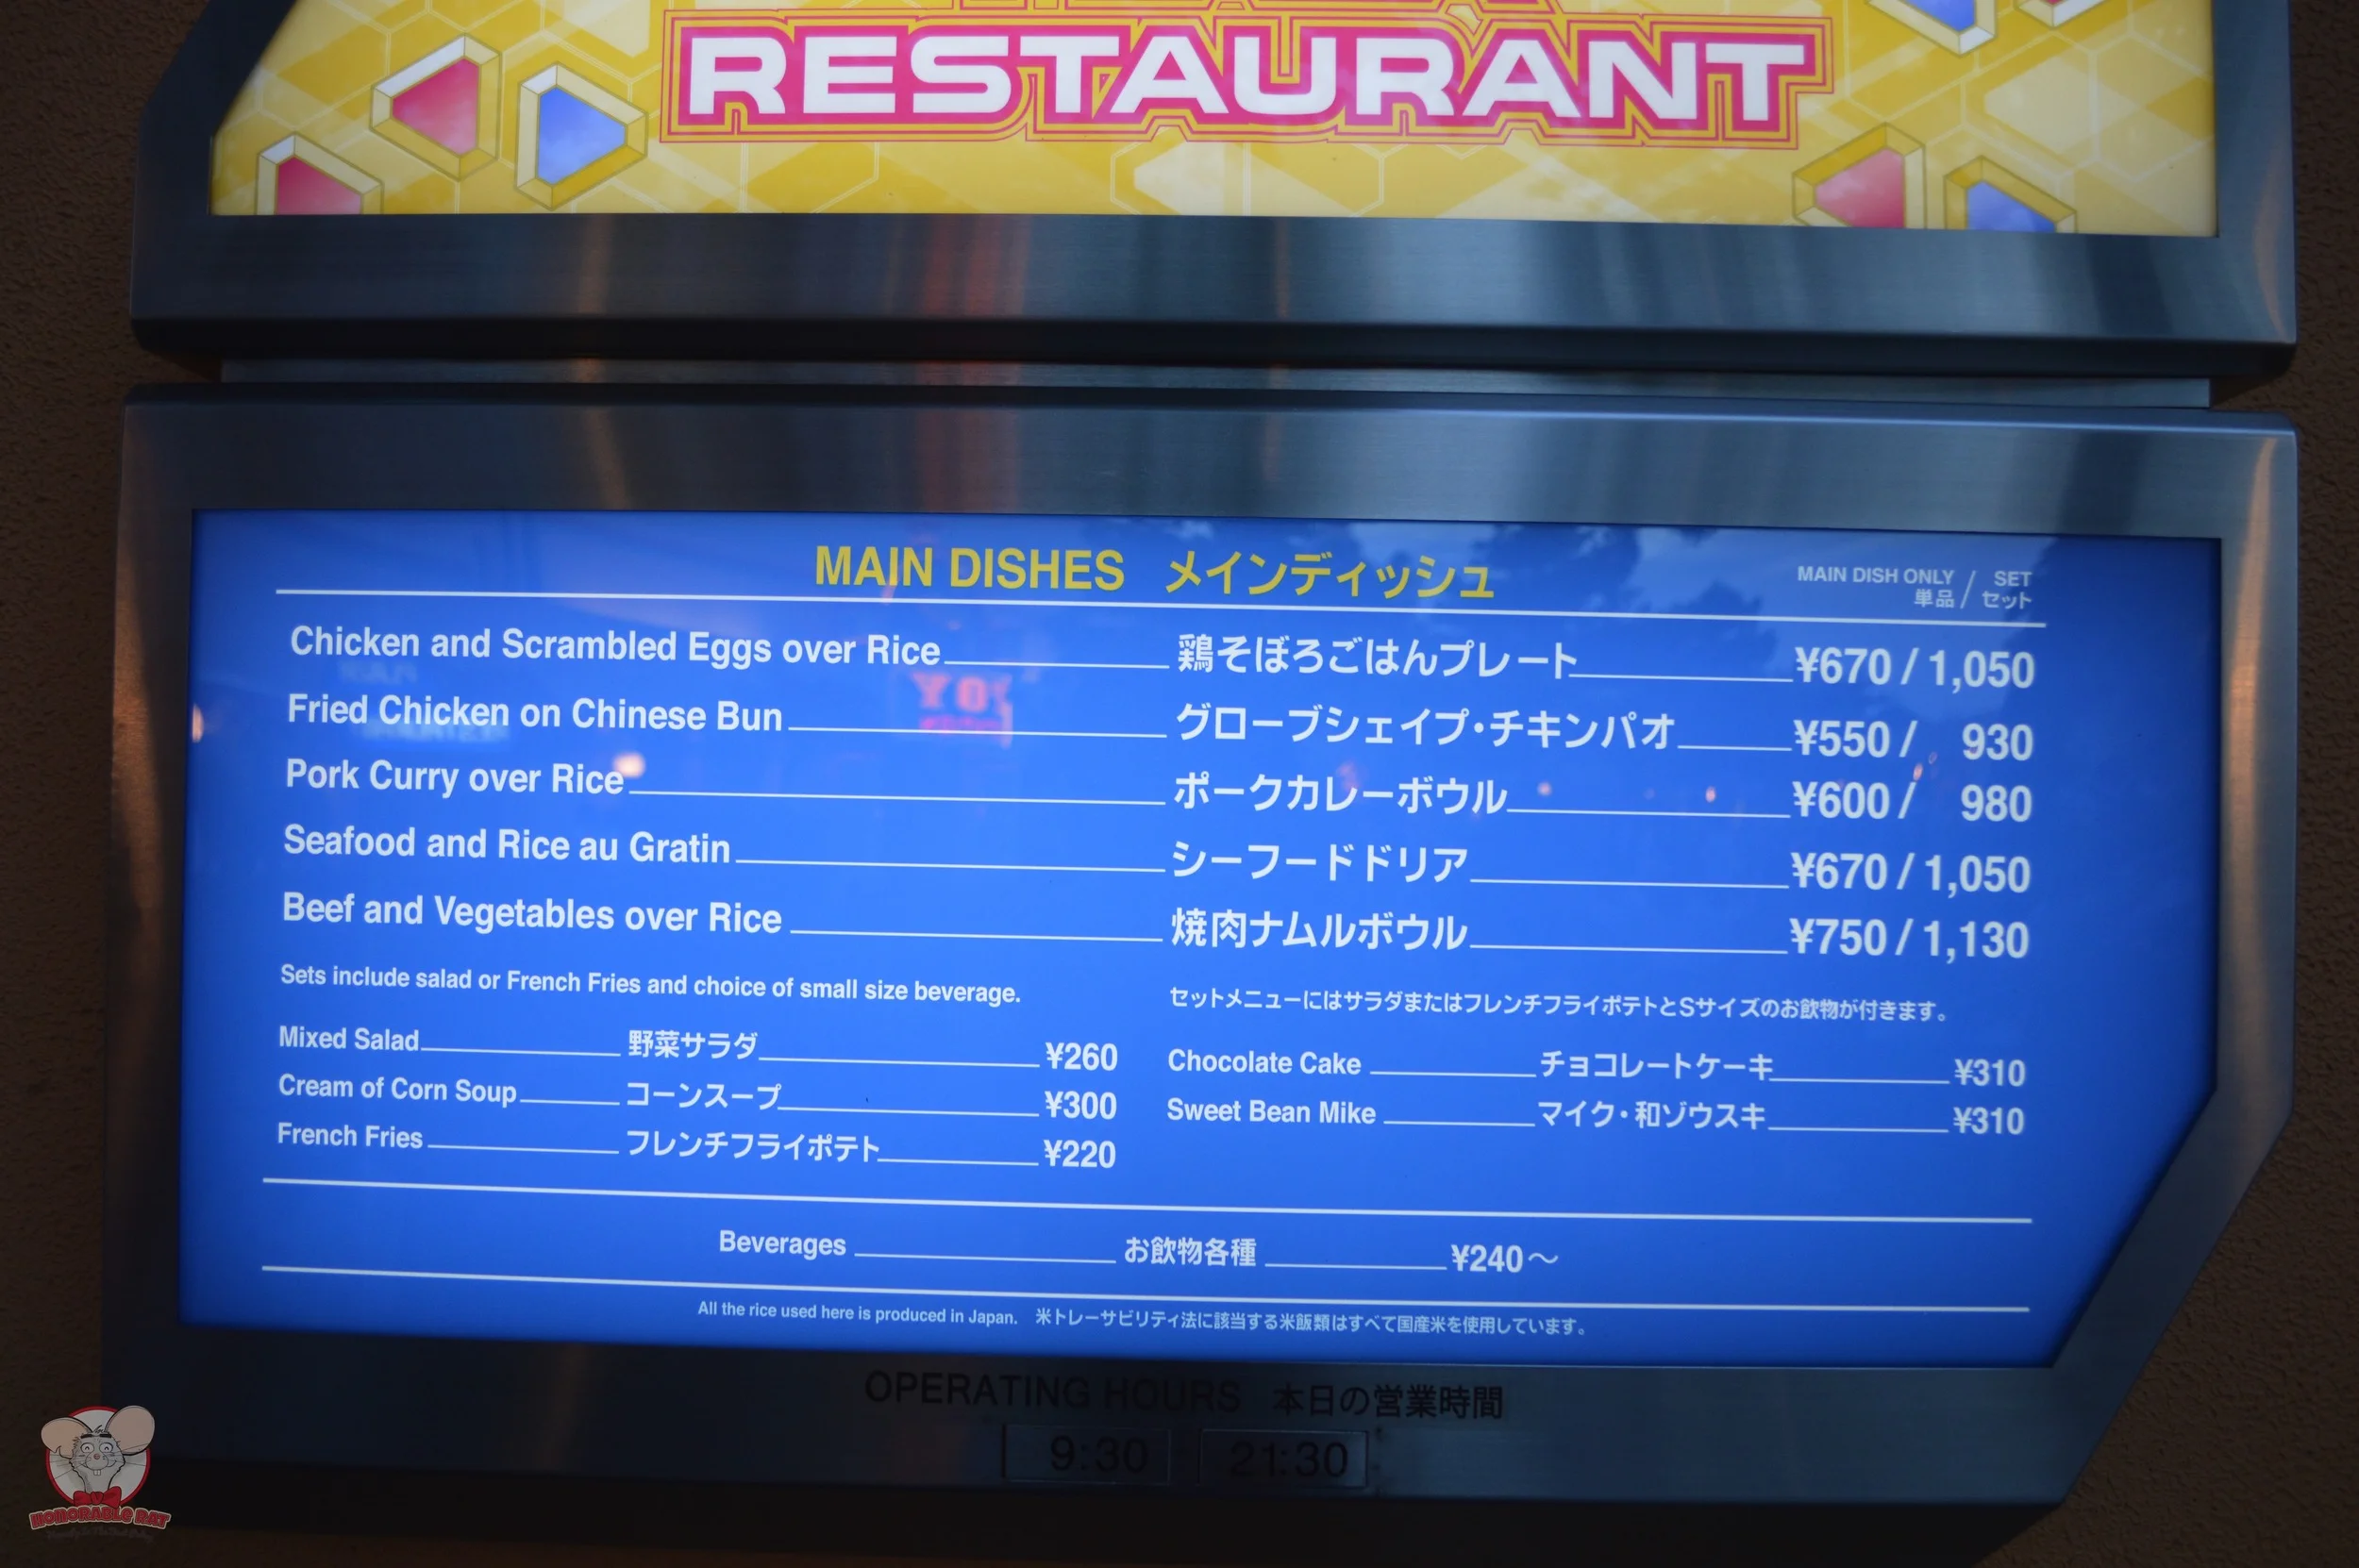 RESTAURANT
MAIN DISHES メインディッシュ
MAIN DISH ONLY / SET
単品 / セット
Chicken and Scrambled Eggs over Rice 鶏そぼろごはんプレート ¥670 / 1,050
Fried Chicken on Chinese Bun グローブシェイプ・チキンパオ ¥550 / 930
Pork Curry over Rice ポークカレーボウル ¥600 / 980
Seafood and Rice au Gratin シーフードドリア ¥670 / 1,050
Beef and Vegetables over Rice 焼肉ナムルボウル ¥750 / 1,130
Sets include salad or French Fries and choice of small size beverage.
セットメニューにはサラダまたはフレンチフライポテトとSサイズのお飲物が付きます。
Mixed Salad 野菜サラダ ¥260
Cream of Corn Soup コーンスープ ¥300
French Fries フレンチフライポテト ¥220
Chocolate Cake チョコレートケーキ ¥310
Sweet Bean Mike マイク・和ゾウスキ ¥310
Beverages お飲物各種 ¥240～
All the rice used here is produced in Japan. 米トレーサビリティ法に該当する米飯類はすべて国産米を使用しています。
OPERATING HOURS 本日の営業時間
9:30 21:30
HONORABLE RAT